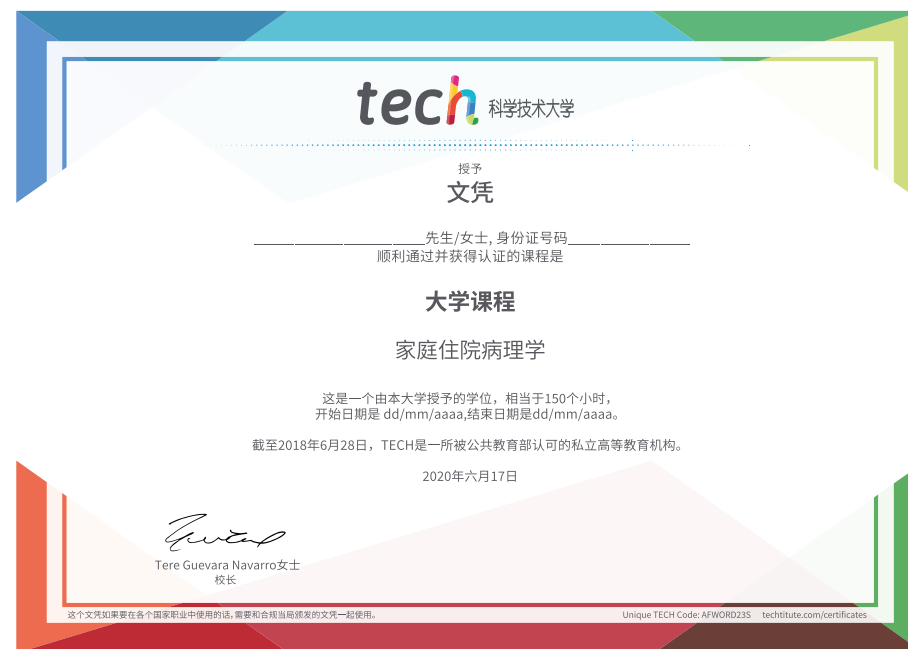 tech 科学技术大学
授予
文凭
____________________先生/女士, 身份证号码______________
顺利通过并获得认证的课程是
大学课程
家庭住院病理学
这是一个由本大学授予的学位，相当于150个小时，
开始日期是 dd/mm/aaaa,结束日期是dd/mm/aaaa。
截至2018年6月28日，TECH是一所被公共教育部认可的私立高等教育机构。
2020年六月17日
Tere Guevara Navarro女士
校长
这个文凭如果要在各个国家职业中使用的话,需要和合规当局颁发的文凭一起使用。
Unique TECH Code: AFWORD23S techtitute.com/certificates